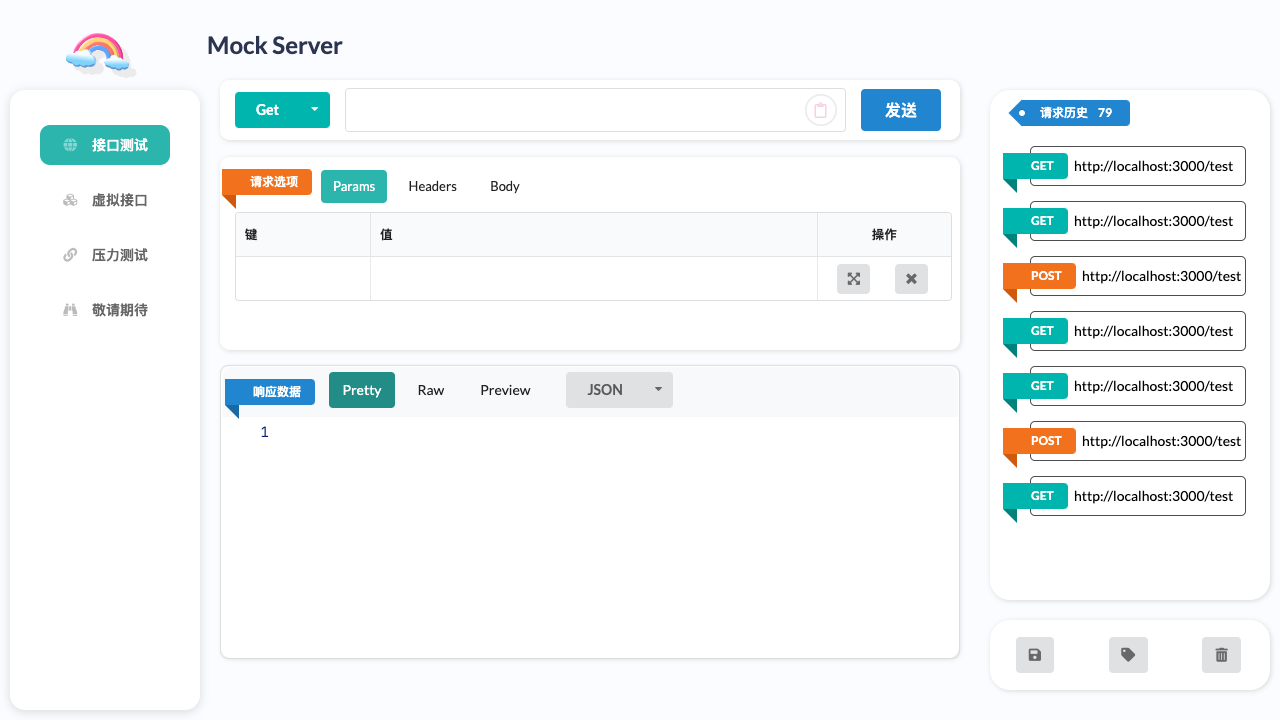 Mock Server
接口测试
虚拟接口
压力测试
敬请期待
Get
发送
请求选项 Params Headers Body
键 值 操作
响应数据 Pretty Raw Preview JSON
1
请求历史 79
GET http://localhost:3000/test
GET http://localhost:3000/test
POST http://localhost:3000/test
GET http://localhost:3000/test
GET http://localhost:3000/test
POST http://localhost:3000/test
GET http://localhost:3000/test